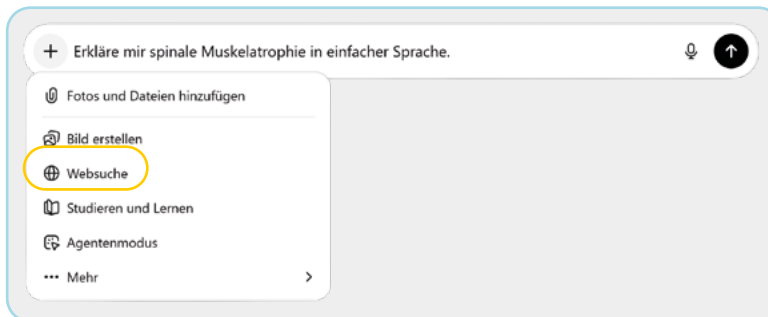 Erkläre mir spinale Muskelatrophie in einfacher Sprache.
Fotos und Dateien hinzufügen
Bild erstellen
Websuche
Studieren und Lernen
Agentenmodus
Mehr